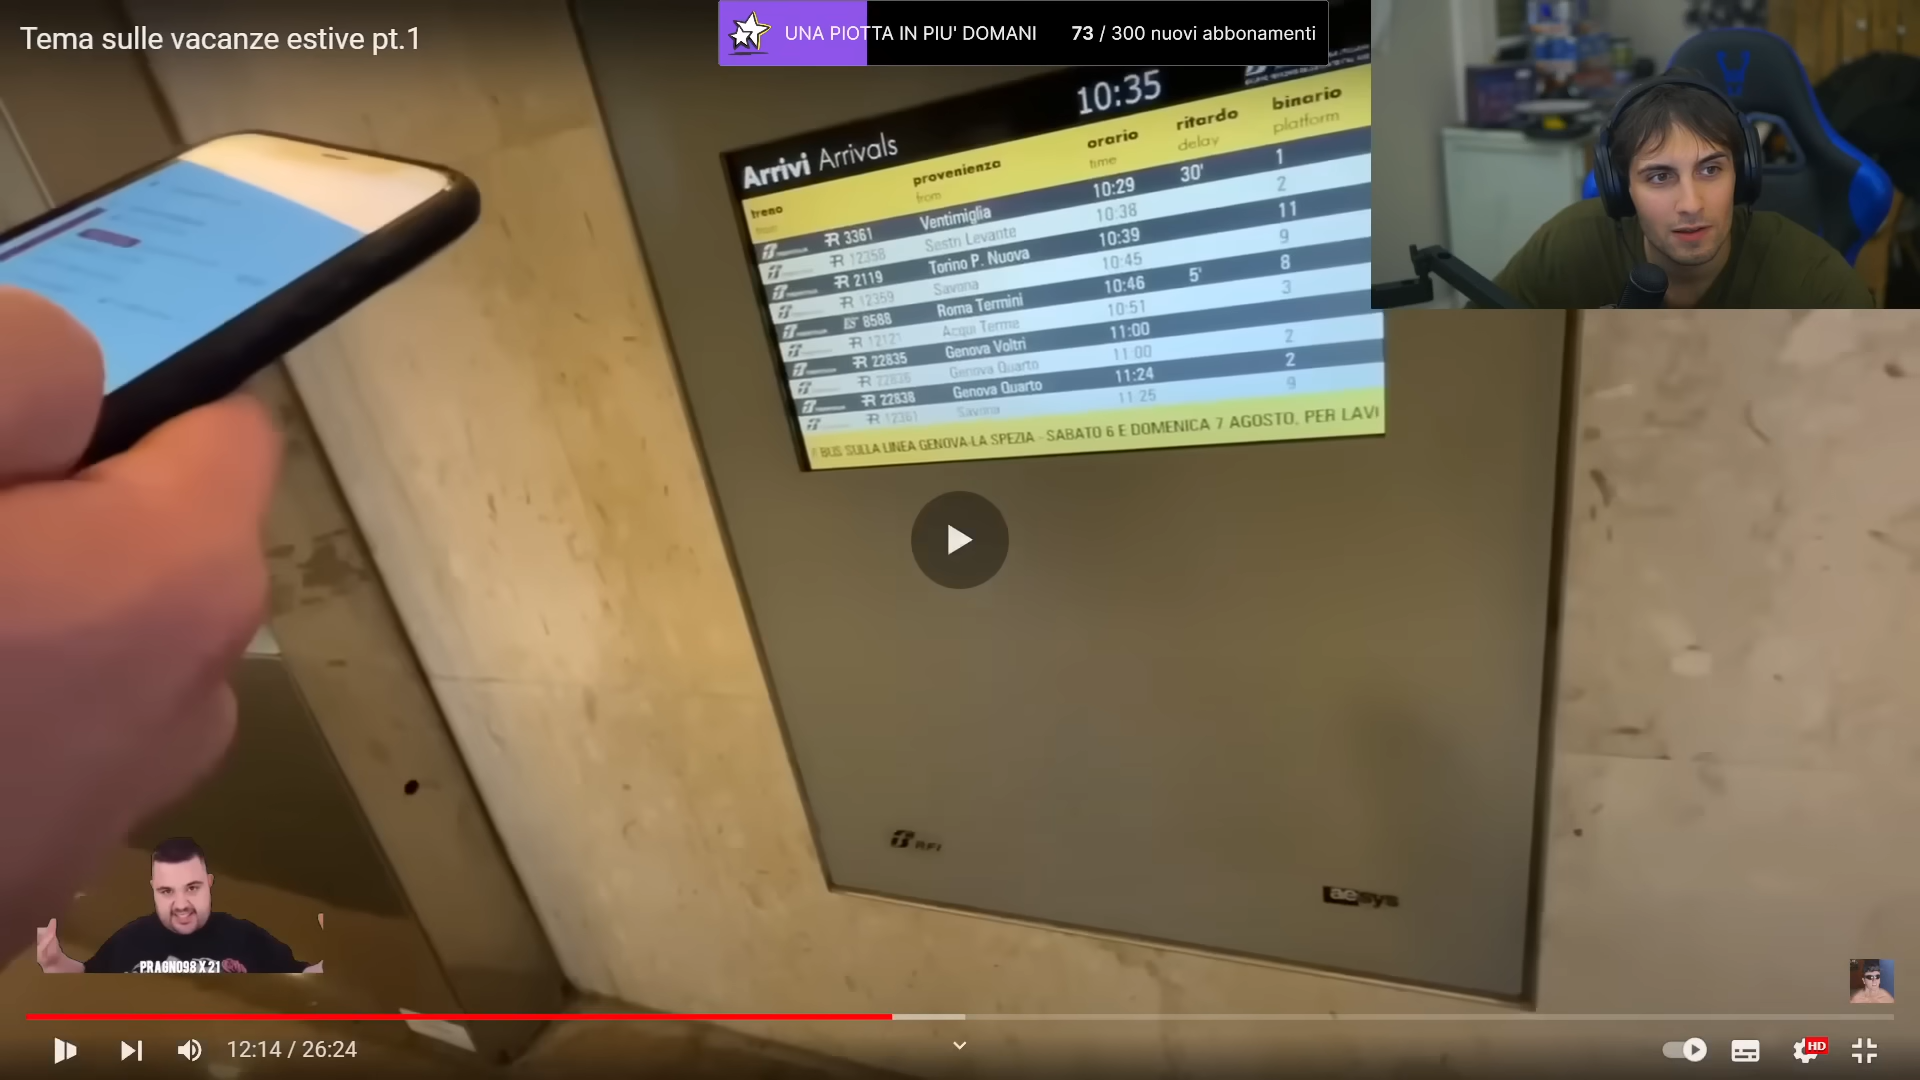 Tema sulle vacanze estive pt.1
UNA PIOTTA IN PIU' DOMANI 73 / 300 nuovi abbonamenti
10:35
Arrivi Arrivals
treno provenienza orario ritardo binario
from time delay platform
R 3361 Ventimiglia 10:29 30' 1
R 12358 Sestri Levante 10:38 2
R 2119 Torino P. Nuova 10:39 11
R 12359 Savona 10:45 9
8588 Roma Termini 10:46 5' 8
R 12121 Acqui Terme 10:51 3
R 22835 Genova Voltri 11:00
Genova Quarto 11:00 2
R 22838 Genova Quarto 11:24 2
R 12361 Savona 11:25 9
BUS SULLA LINEA GENOVA-LA SPEZIA - SABATO 6 E DOMENICA 7 AGOSTO, PER LAV
RFI
aesys
PRAGNO98 X 21
12:14 / 26:24
HD